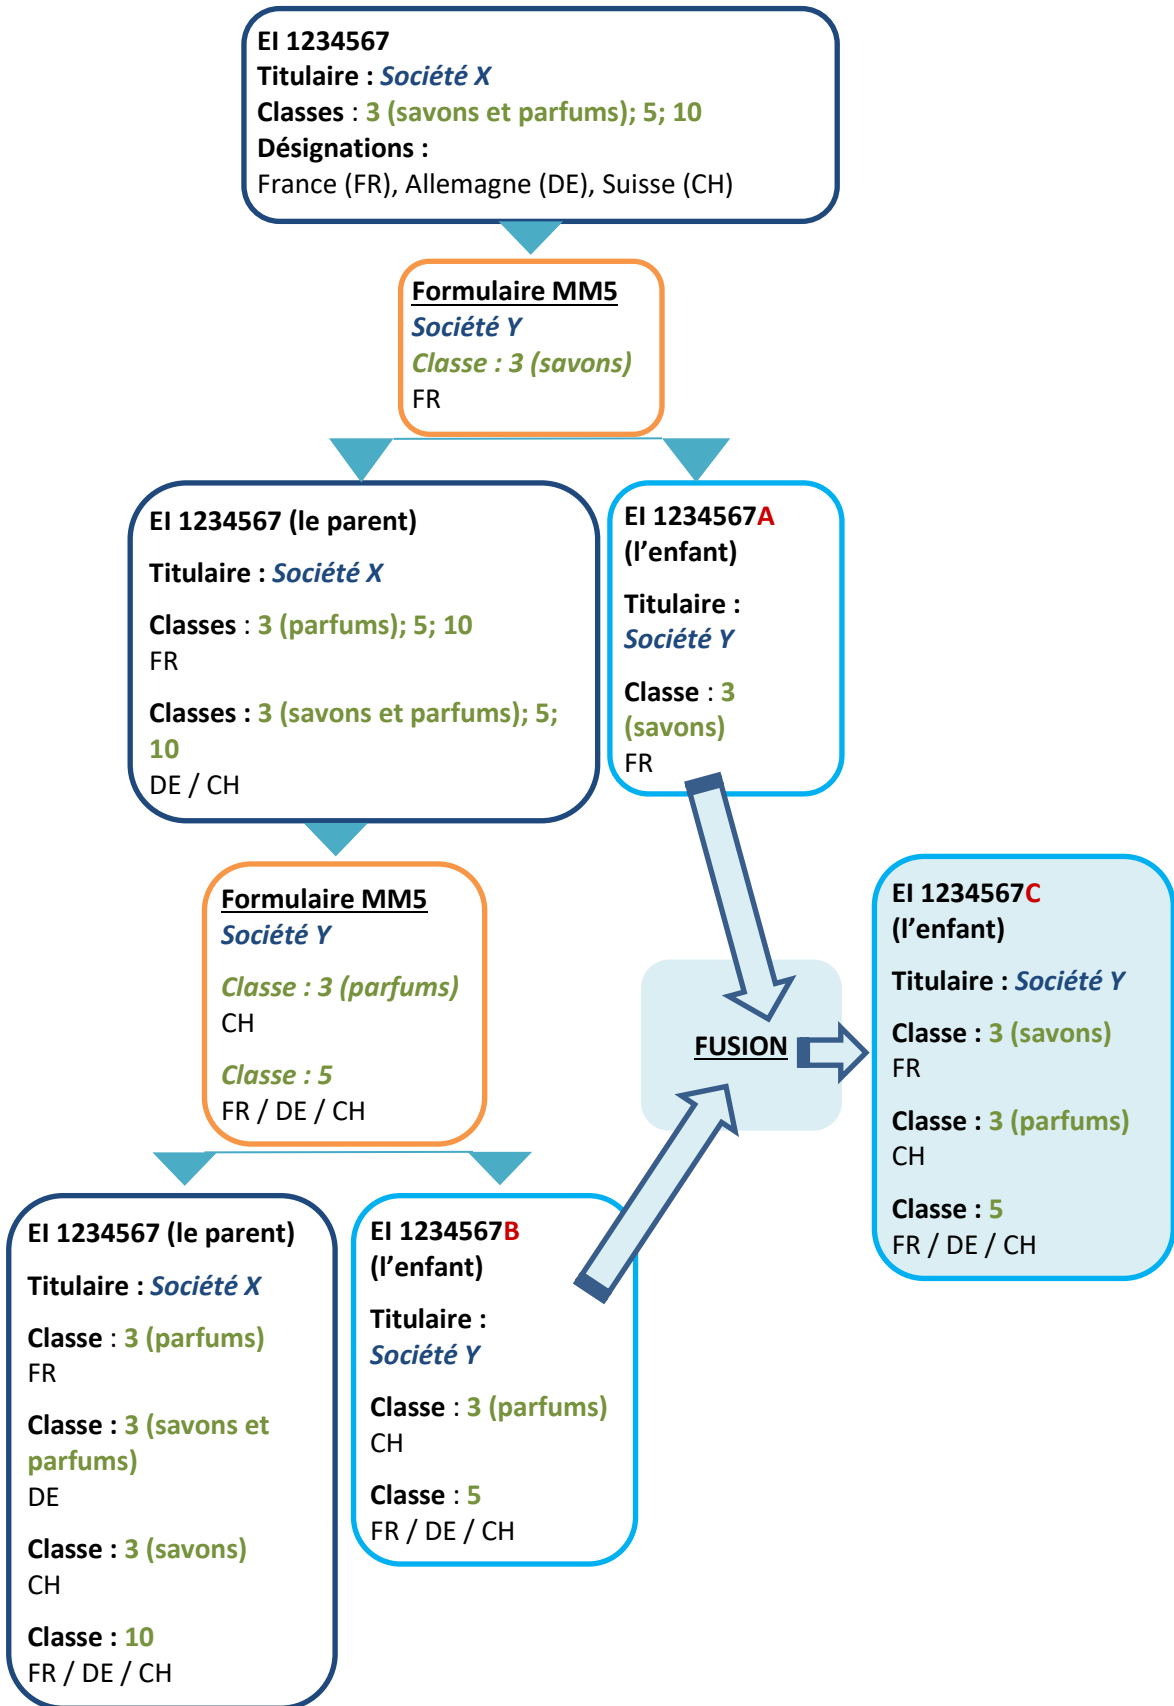 EI 1234567
Titulaire : Société X
Classes : 3 (savons et parfums); 5; 10
Désignations :
France (FR), Allemagne (DE), Suisse (CH)
Formulaire MM5
Société Y
Classe : 3 (savons)
FR
EI 1234567 (le parent)
Titulaire : Société X
Classes : 3 (parfums); 5; 10
FR
Classes : 3 (savons et parfums); 5;
10
DE / CH
EI 1234567A
(l’enfant)
Titulaire :
Société Y
Classe : 3
(savons)
FR
Formulaire MM5
Société Y
Classe : 3 (parfums)
CH
Classe : 5
FR / DE / CH
FUSION
EI 1234567C
(l’enfant)
Titulaire : Société Y
Classe : 3 (savons)
FR
Classe : 3 (parfums)
CH
Classe : 5
FR / DE / CH
EI 1234567 (le parent)
Titulaire : Société X
Classe : 3 (parfums)
FR
Classe : 3 (savons et
parfums)
DE
Classe : 3 (savons)
CH
Classe : 10
FR / DE / CH
EI 1234567B
(l’enfant)
Titulaire :
Société Y
Classe : 3 (parfums)
CH
Classe : 5
FR / DE / CH